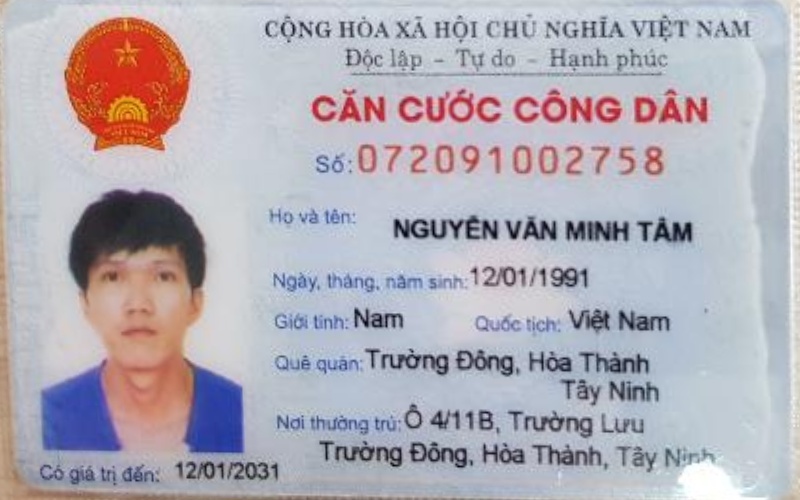 CỘNG HÒA XÃ HỘI CHỦ NGHĨA VIỆT NAM
Độc lập - Tự do - Hạnh phúc
CĂN CƯỚC CÔNG DÂN
Số: 072091002758
Họ và tên: NGUYỄN VĂN MINH TÂM
Ngày, tháng, năm sinh: 12/01/1991
Giới tính: Nam Quốc tịch: Việt Nam
Quê quán: Trường Đông, Hòa Thành
Tây Ninh
Nơi thường trú: Ô 4/11B, Trường Lưu
Trường Đông, Hòa Thành, Tây Ninh
Có giá trị đến: 12/01/2031